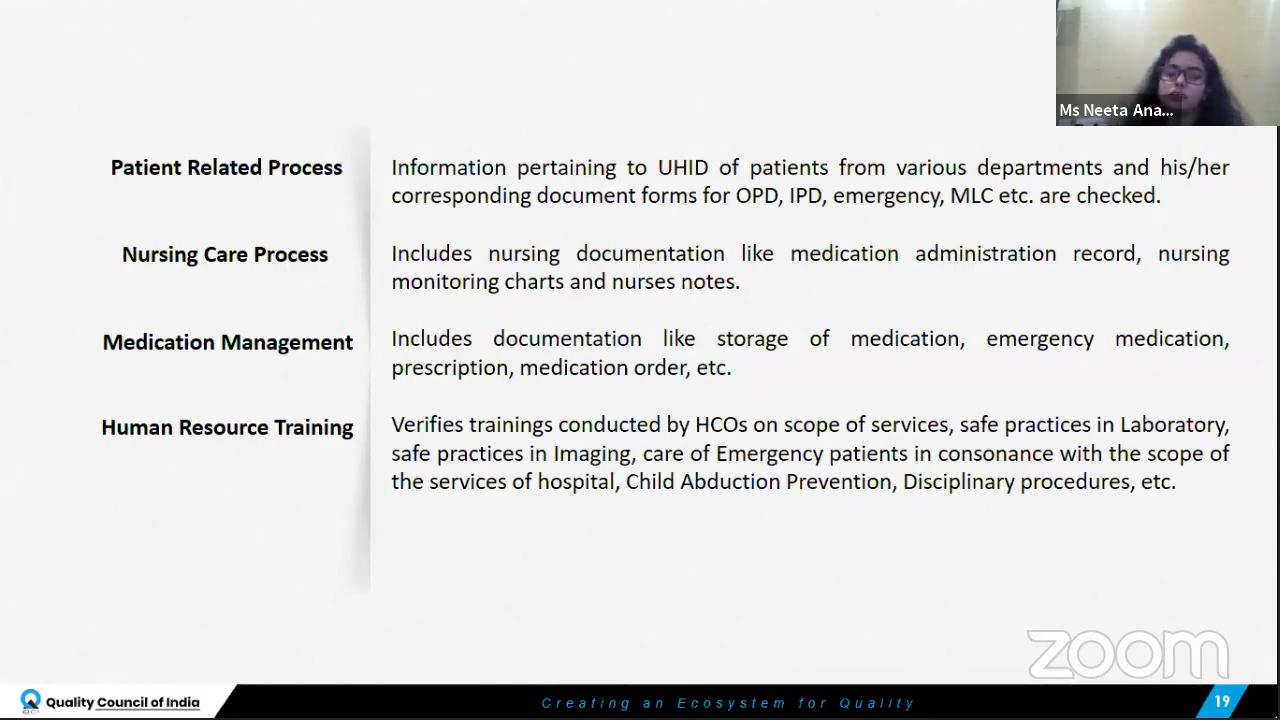 Ms Neeta Ana...
Patient Related Process
Information pertaining to UHID of patients from various departments and his/her
corresponding document forms for OPD, IPD, emergency, MLC etc. are checked.
Nursing Care Process
Includes nursing documentation like medication administration record, nursing
monitoring charts and nurses notes.
Medication Management
Includes documentation like storage of medication, emergency medication,
prescription, medication order, etc.
Human Resource Training
Verifies trainings conducted by HCOs on scope of services, safe practices in Laboratory,
safe practices in Imaging, care of Emergency patients in consonance with the scope of
the services of hospital, Child Abduction Prevention, Disciplinary procedures, etc.
zoom
Quality Council of India
Creating an Ecosystem for Quality
19